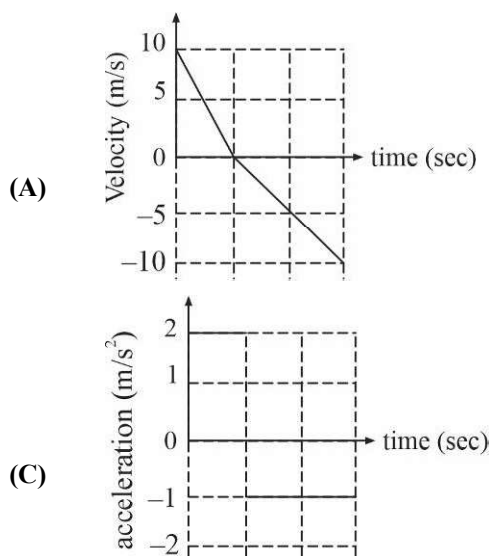 (A)
Velocity (m/s)
10
5
0
–5
–10
time (sec)
(C)
acceleration (m/s²)
2
1
0
–1
–2
time (sec)